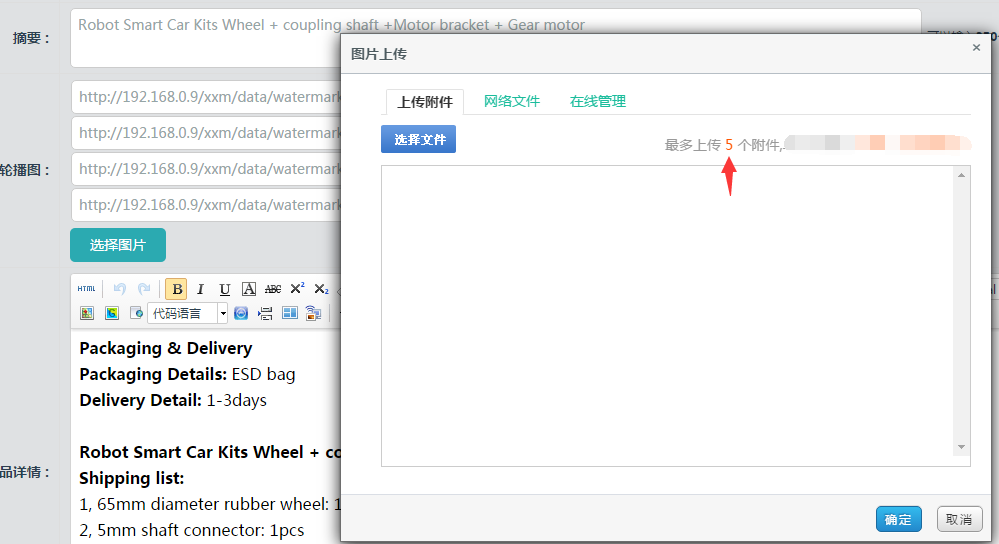 摘要：
Robot Smart Car Kits Wheel + coupling shaft +Motor bracket + Gear motor
轮播图：
http://192.168.0.9/xxm/data/watermark
http://192.168.0.9/xxm/data/watermark
http://192.168.0.9/xxm/data/watermark
http://192.168.0.9/xxm/data/watermark
选择图片
HTML B I U A ABC X² X₂
代码语言
品详情：
Packaging & Delivery
Packaging Details: ESD bag
Delivery Detail: 1-3days
Robot Smart Car Kits Wheel + co
Shipping list:
1, 65mm diameter rubber wheel: 1
2, 5mm shaft connector: 1pcs
图片上传
×
上传附件 网络文件 在线管理
选择文件
最多上传 5 个附件,
确定 取消